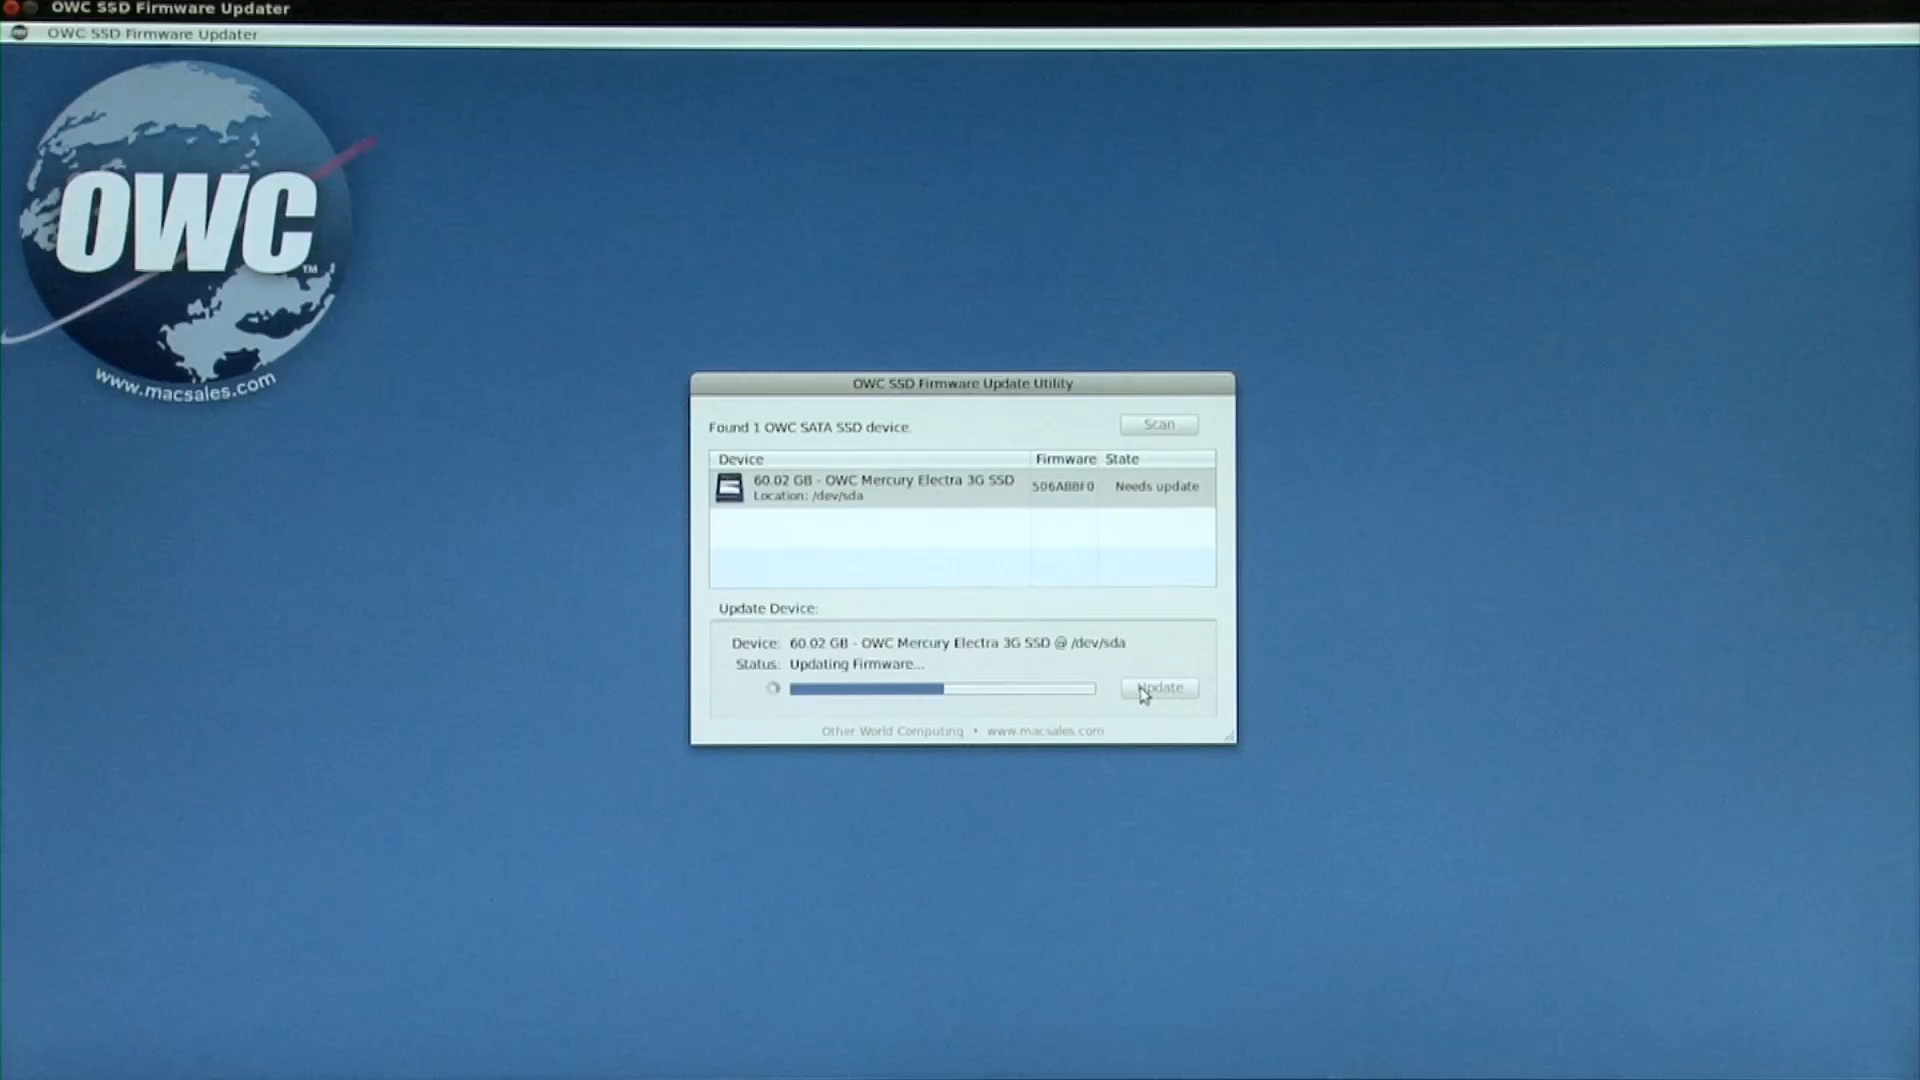 OWC SSD Firmware Updater
OWC SSD Firmware Updater
OWC™
www.macsales.com
OWC SSD Firmware Update Utility
Found 1 OWC SATA SSD device.
Scan
Device Firmware State
60.02 GB - OWC Mercury Electra 3G SSD 506ABBF0 Needs update
Location: /dev/sda
Update Device:
Device: 60.02 GB - OWC Mercury Electra 3G SSD @ /dev/sda
Status: Updating Firmware...
Update
Other World Computing • www.macsales.com